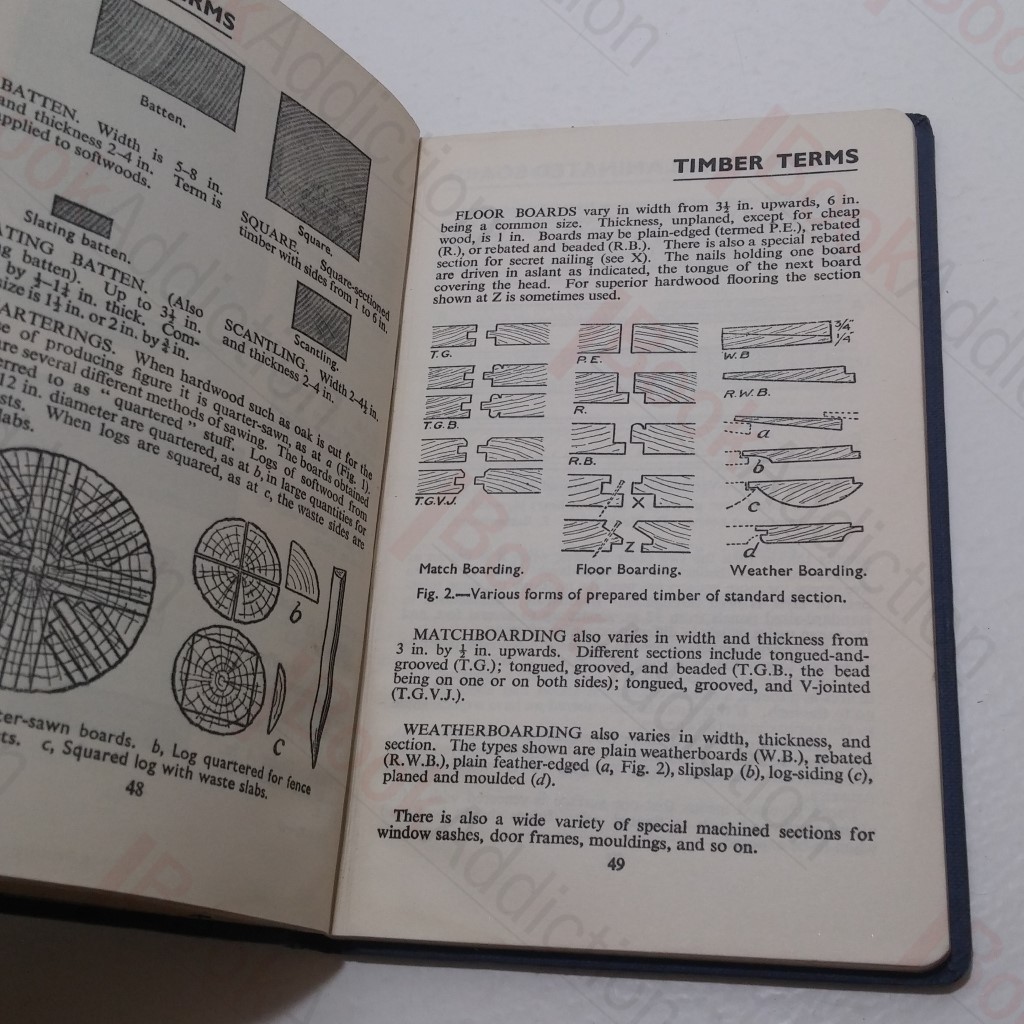 ERMS
Batten.
BATTEN. Width is 5–8 in.
and thickness 2–4 in. Term is
applied to softwoods.
Square.
SQUARE. Square-sectioned
timber with sides from 1 to 6 in.
Slating batten.
ATING BATTEN. (Also
ng batten). Up to 3½ in.
by ½–1¼ in. thick. Com-
size is 1½ in. or 2 in. by ¾ in.
Scantling.
SCANTLING. Width 2–4½ in.
and thickness 2–4 in.
ARTERINGS. When hardwood such as oak is cut for the
e of producing figure it is quarter-sawn, as at a (Fig. 1).
are several different methods of sawing. The boards obtained
erred to as "quartered" stuff. Logs of softwood from
12 in. diameter are quartered, as at b, in large quantities for
sts. When logs are squared, as at c, the waste sides are
labs.
b
c
ter-sawn boards. b, Log quartered for fence
ts. c, Squared log with waste slabs.
48
TIMBER TERMS
FLOOR BOARDS vary in width from 3½ in. upwards, 6 in.
being a common size. Thickness, unplaned, except for cheap
wood, is 1 in. Boards may be plain-edged (termed P.E.), rebated
(R.), or rebated and beaded (R.B.). There is also a special rebated
section for secret nailing (see X). The nails holding one board
are driven in aslant as indicated, the tongue of the next board
covering the head. For superior hardwood flooring the section
shown at Z is sometimes used.
T.G.
T.G.B.
T.G.V.J.
Match Boarding.
P.E.
R.
R.B.
X
Z
Floor Boarding.
3/4"
1/4"
W.B
R.W.B.
a
b
c
d
Weather Boarding.
Fig. 2.—Various forms of prepared timber of standard section.
MATCHBOARDING also varies in width and thickness from
3 in. by ½ in. upwards. Different sections include tongued-and-
grooved (T.G.); tongued, grooved, and beaded (T.G.B., the bead
being on one or on both sides); tongued, grooved, and V-jointed
(T.G.V.J.).
WEATHERBOARDING also varies in width, thickness, and
section. The types shown are plain weatherboards (W.B.), rebated
(R.W.B.), plain feather-edged (a, Fig. 2), slipslap (b), log-siding (c),
planed and moulded (d).
There is also a wide variety of special machined sections for
window sashes, door frames, mouldings, and so on.
49
Book Addiction